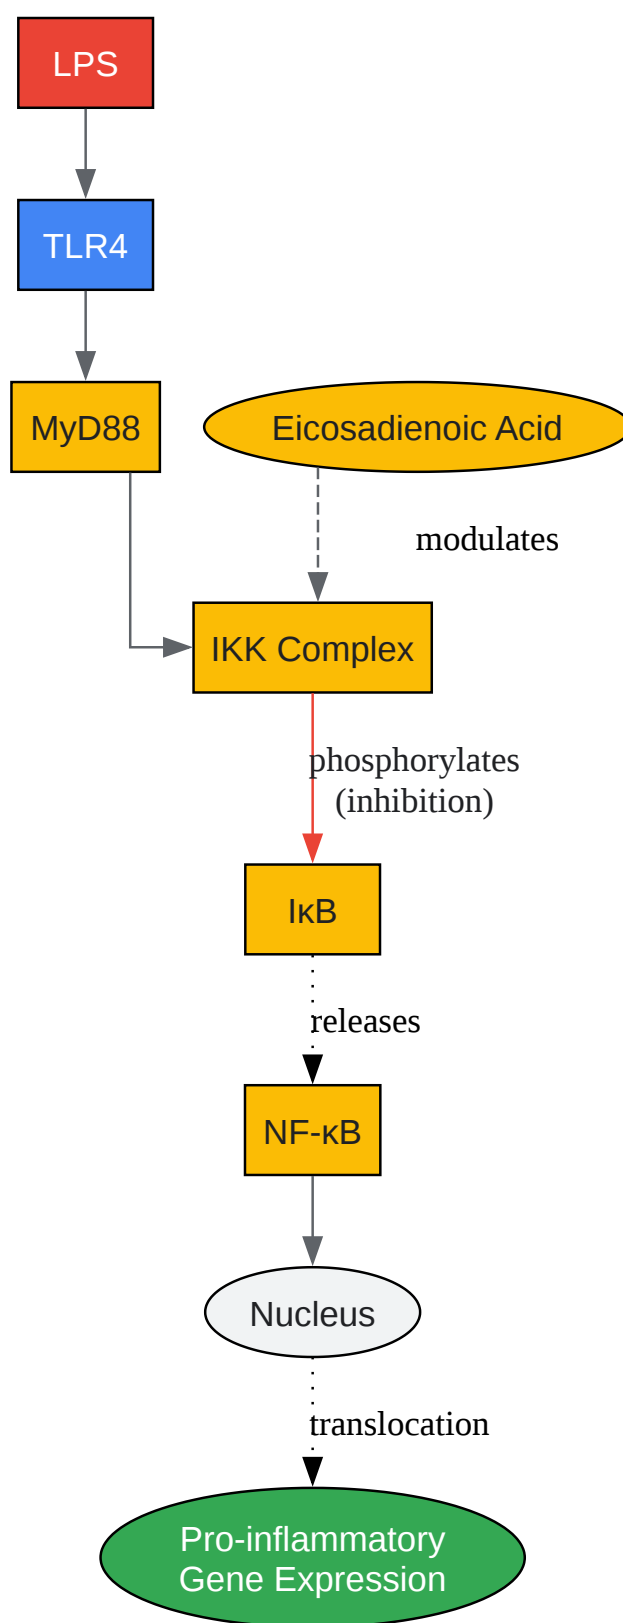 LPS
TLR4
MyD88
Eicosadienoic Acid
modulates
IKK Complex
phosphorylates
(inhibition)
IκB
releases
NF-κB
Nucleus
translocation
Pro-inflammatory
Gene Expression